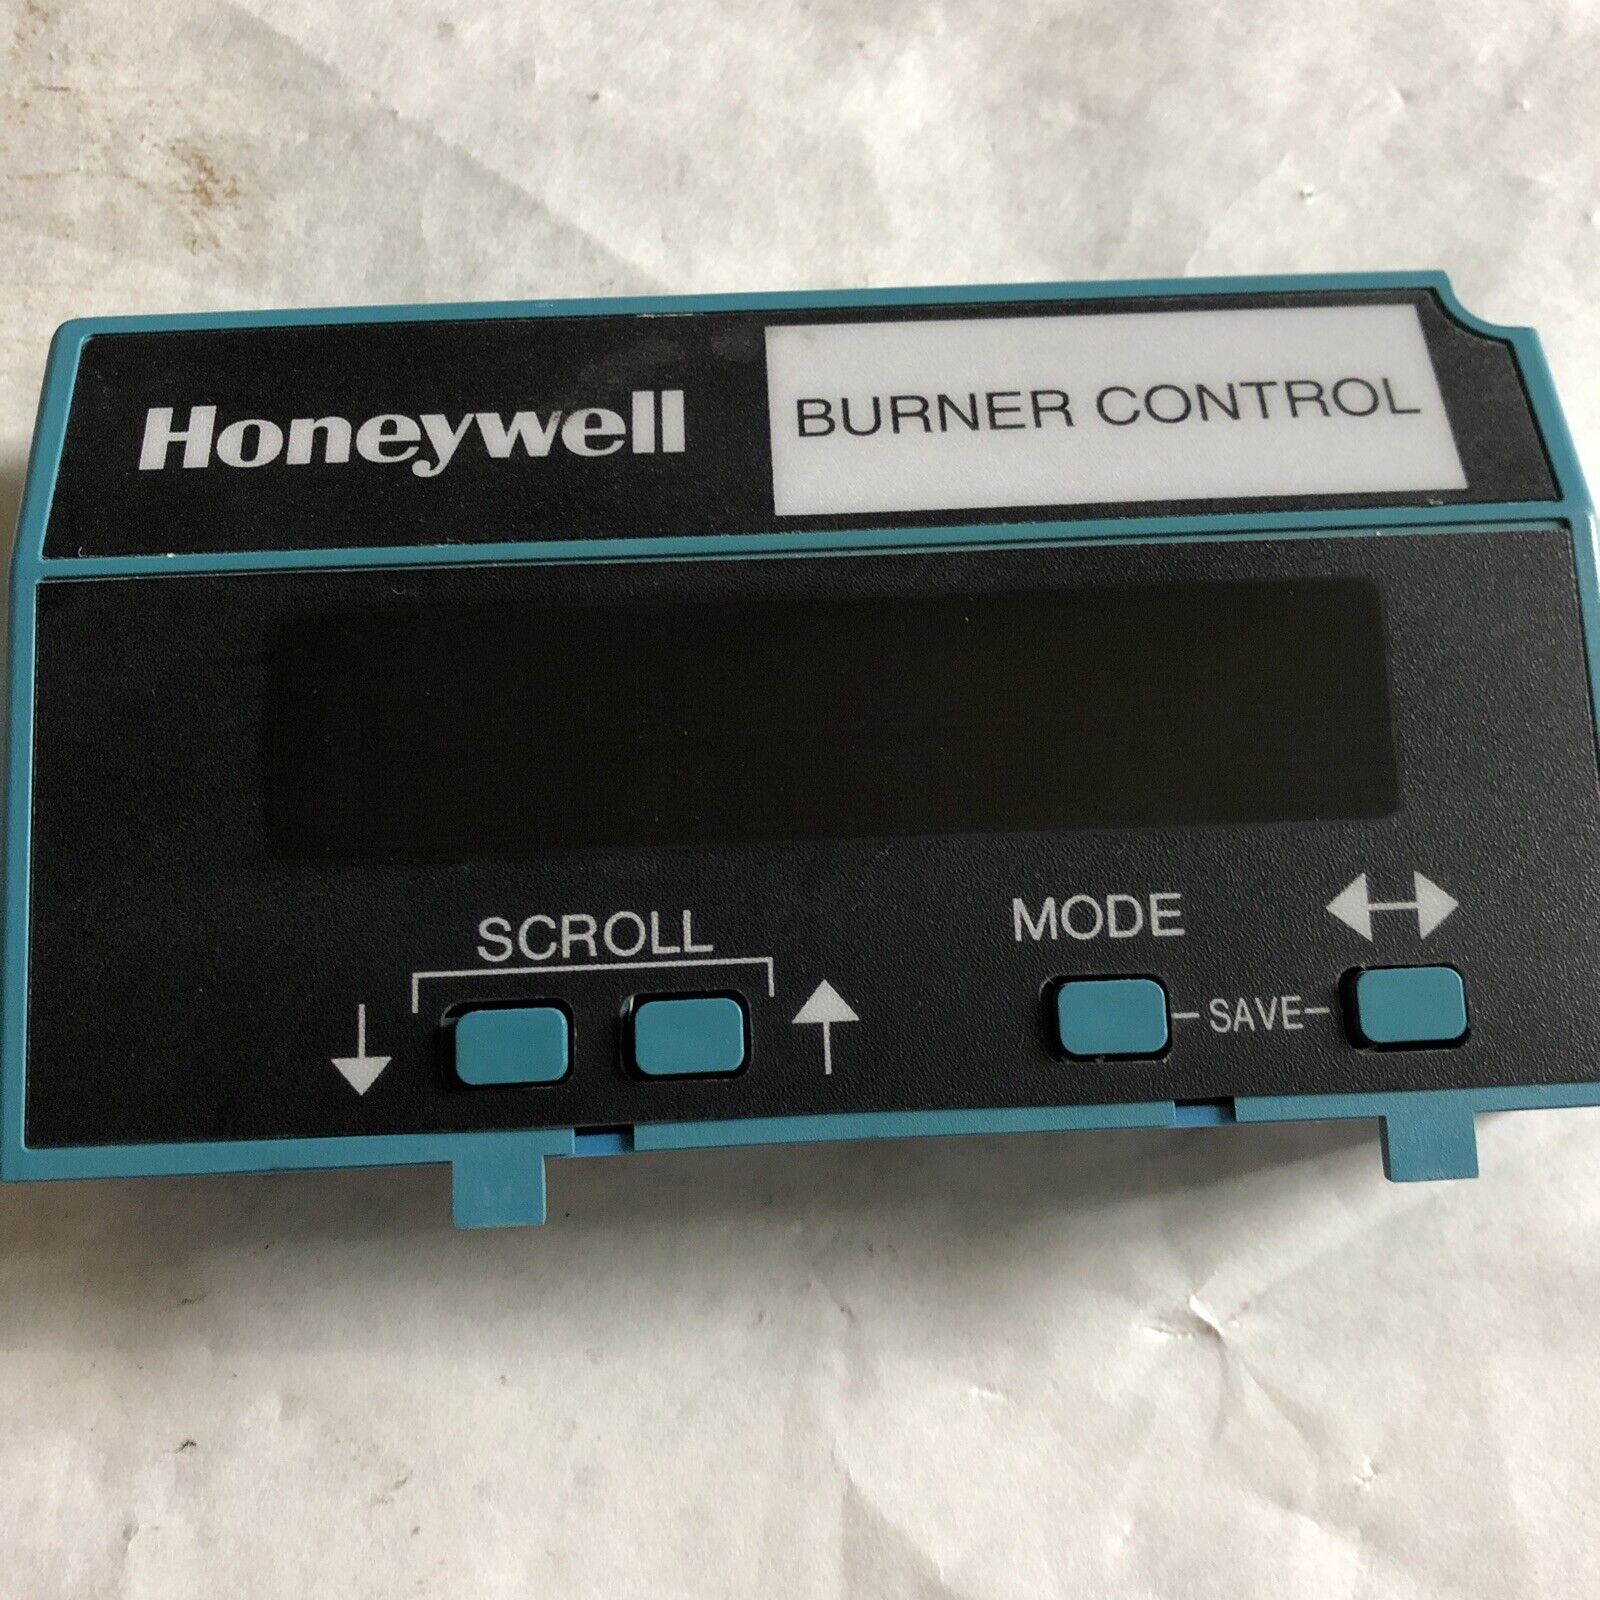 Honeywell
BURNER CONTROL
SCROLL
MODE
SAVE